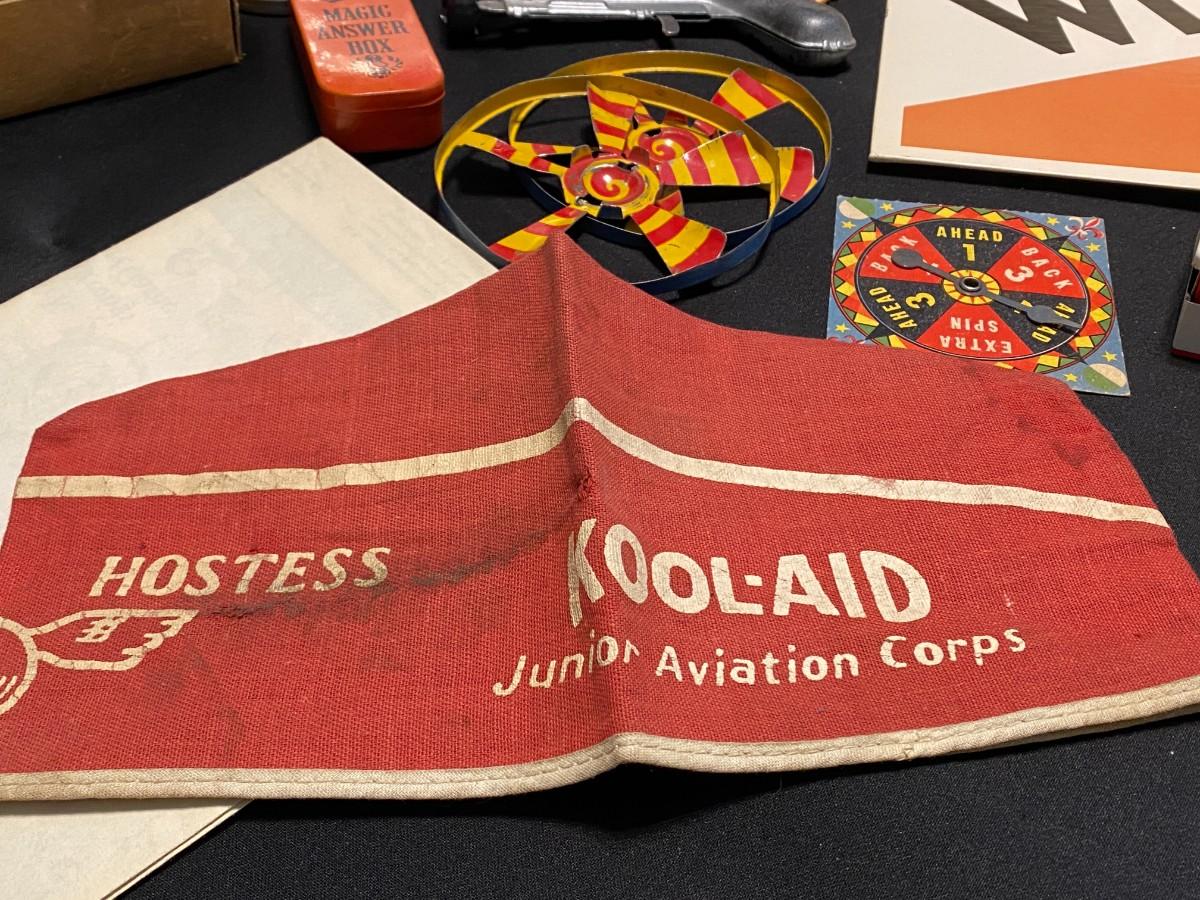 MAGIC
ANSWER
BOX
AHEAD
1
BACK
3
EXTRA
SPIN
AHEAD
3
BACK
HOSTESS
KOOL-AID
Junior Aviation Corps